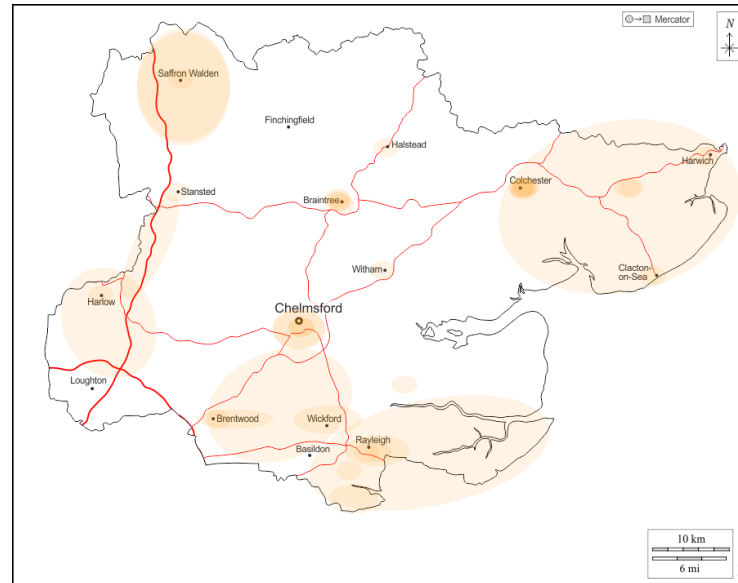 Mercator
N
Saffron Walden
Finchingfield
Halstead
Harwich
Stansted
Colchester
Braintree
Witham
Clacton-
on-Sea
Harlow
Chelmsford
Loughton
Brentwood
Wickford
Rayleigh
Basildon
10 km
6 mi